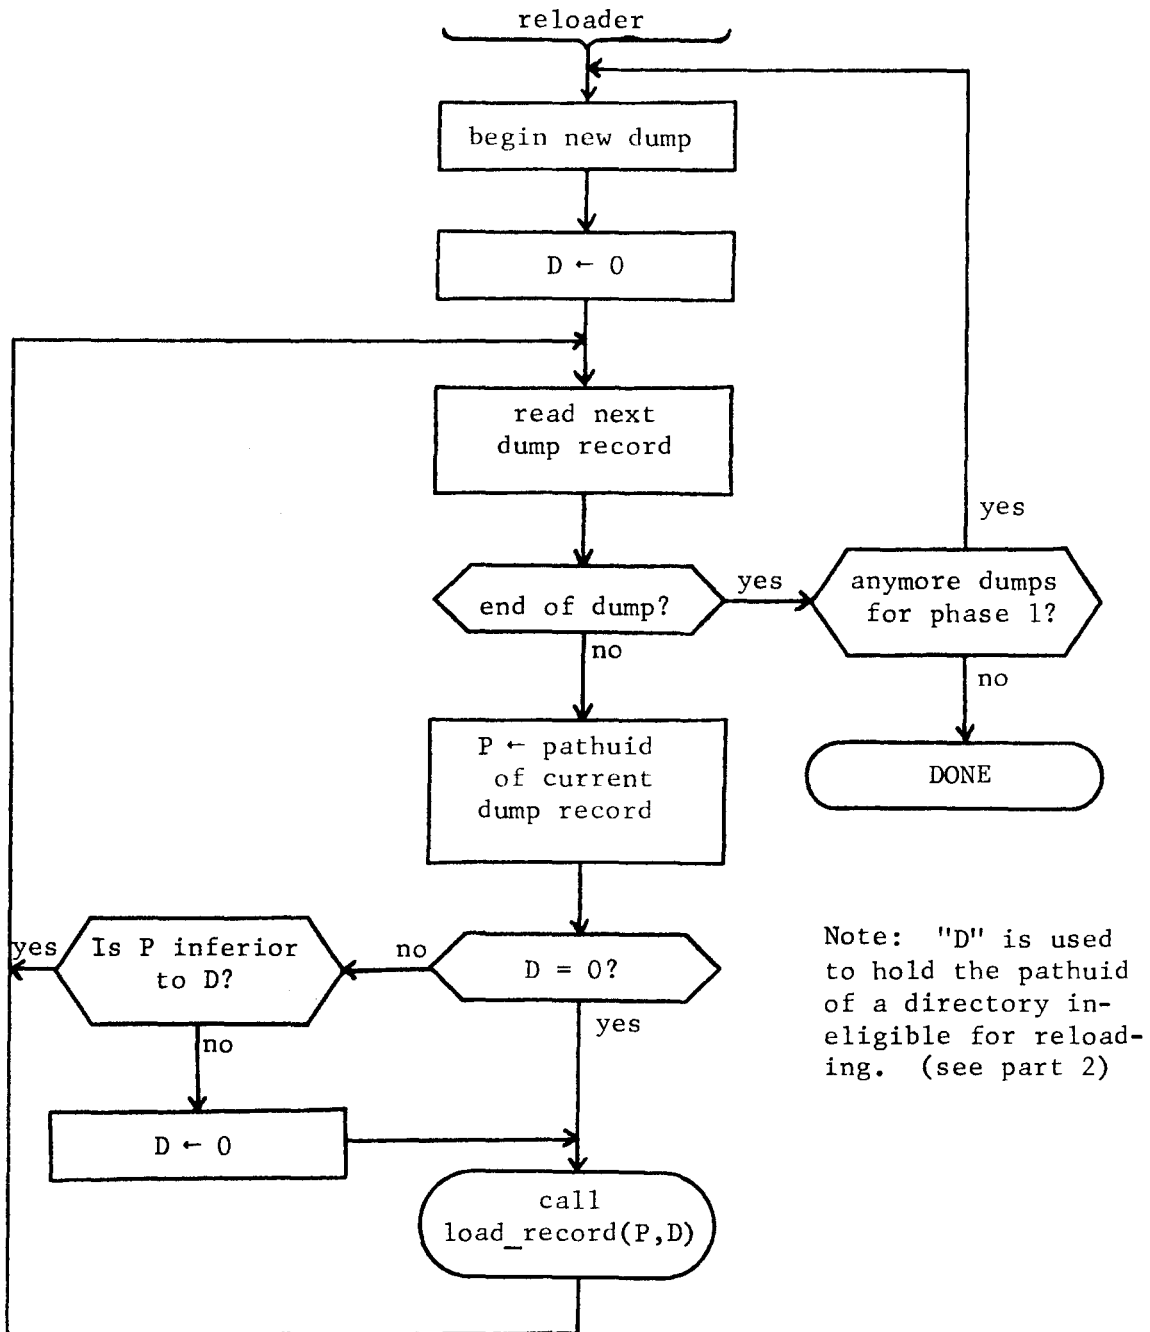 reloader
begin new dump
D ← 0
read next
dump record
yes
end of dump?
yes
anymore dumps
for phase 1?
no
no
P ← pathuid
of current
dump record
DONE
yes
Is P inferior
to D?
no
D = 0?
yes
no
D ← 0
call
load_record(P,D)
Note: "D" is used
to hold the pathuid
of a directory in-
eligible for reload-
ing. (see part 2)